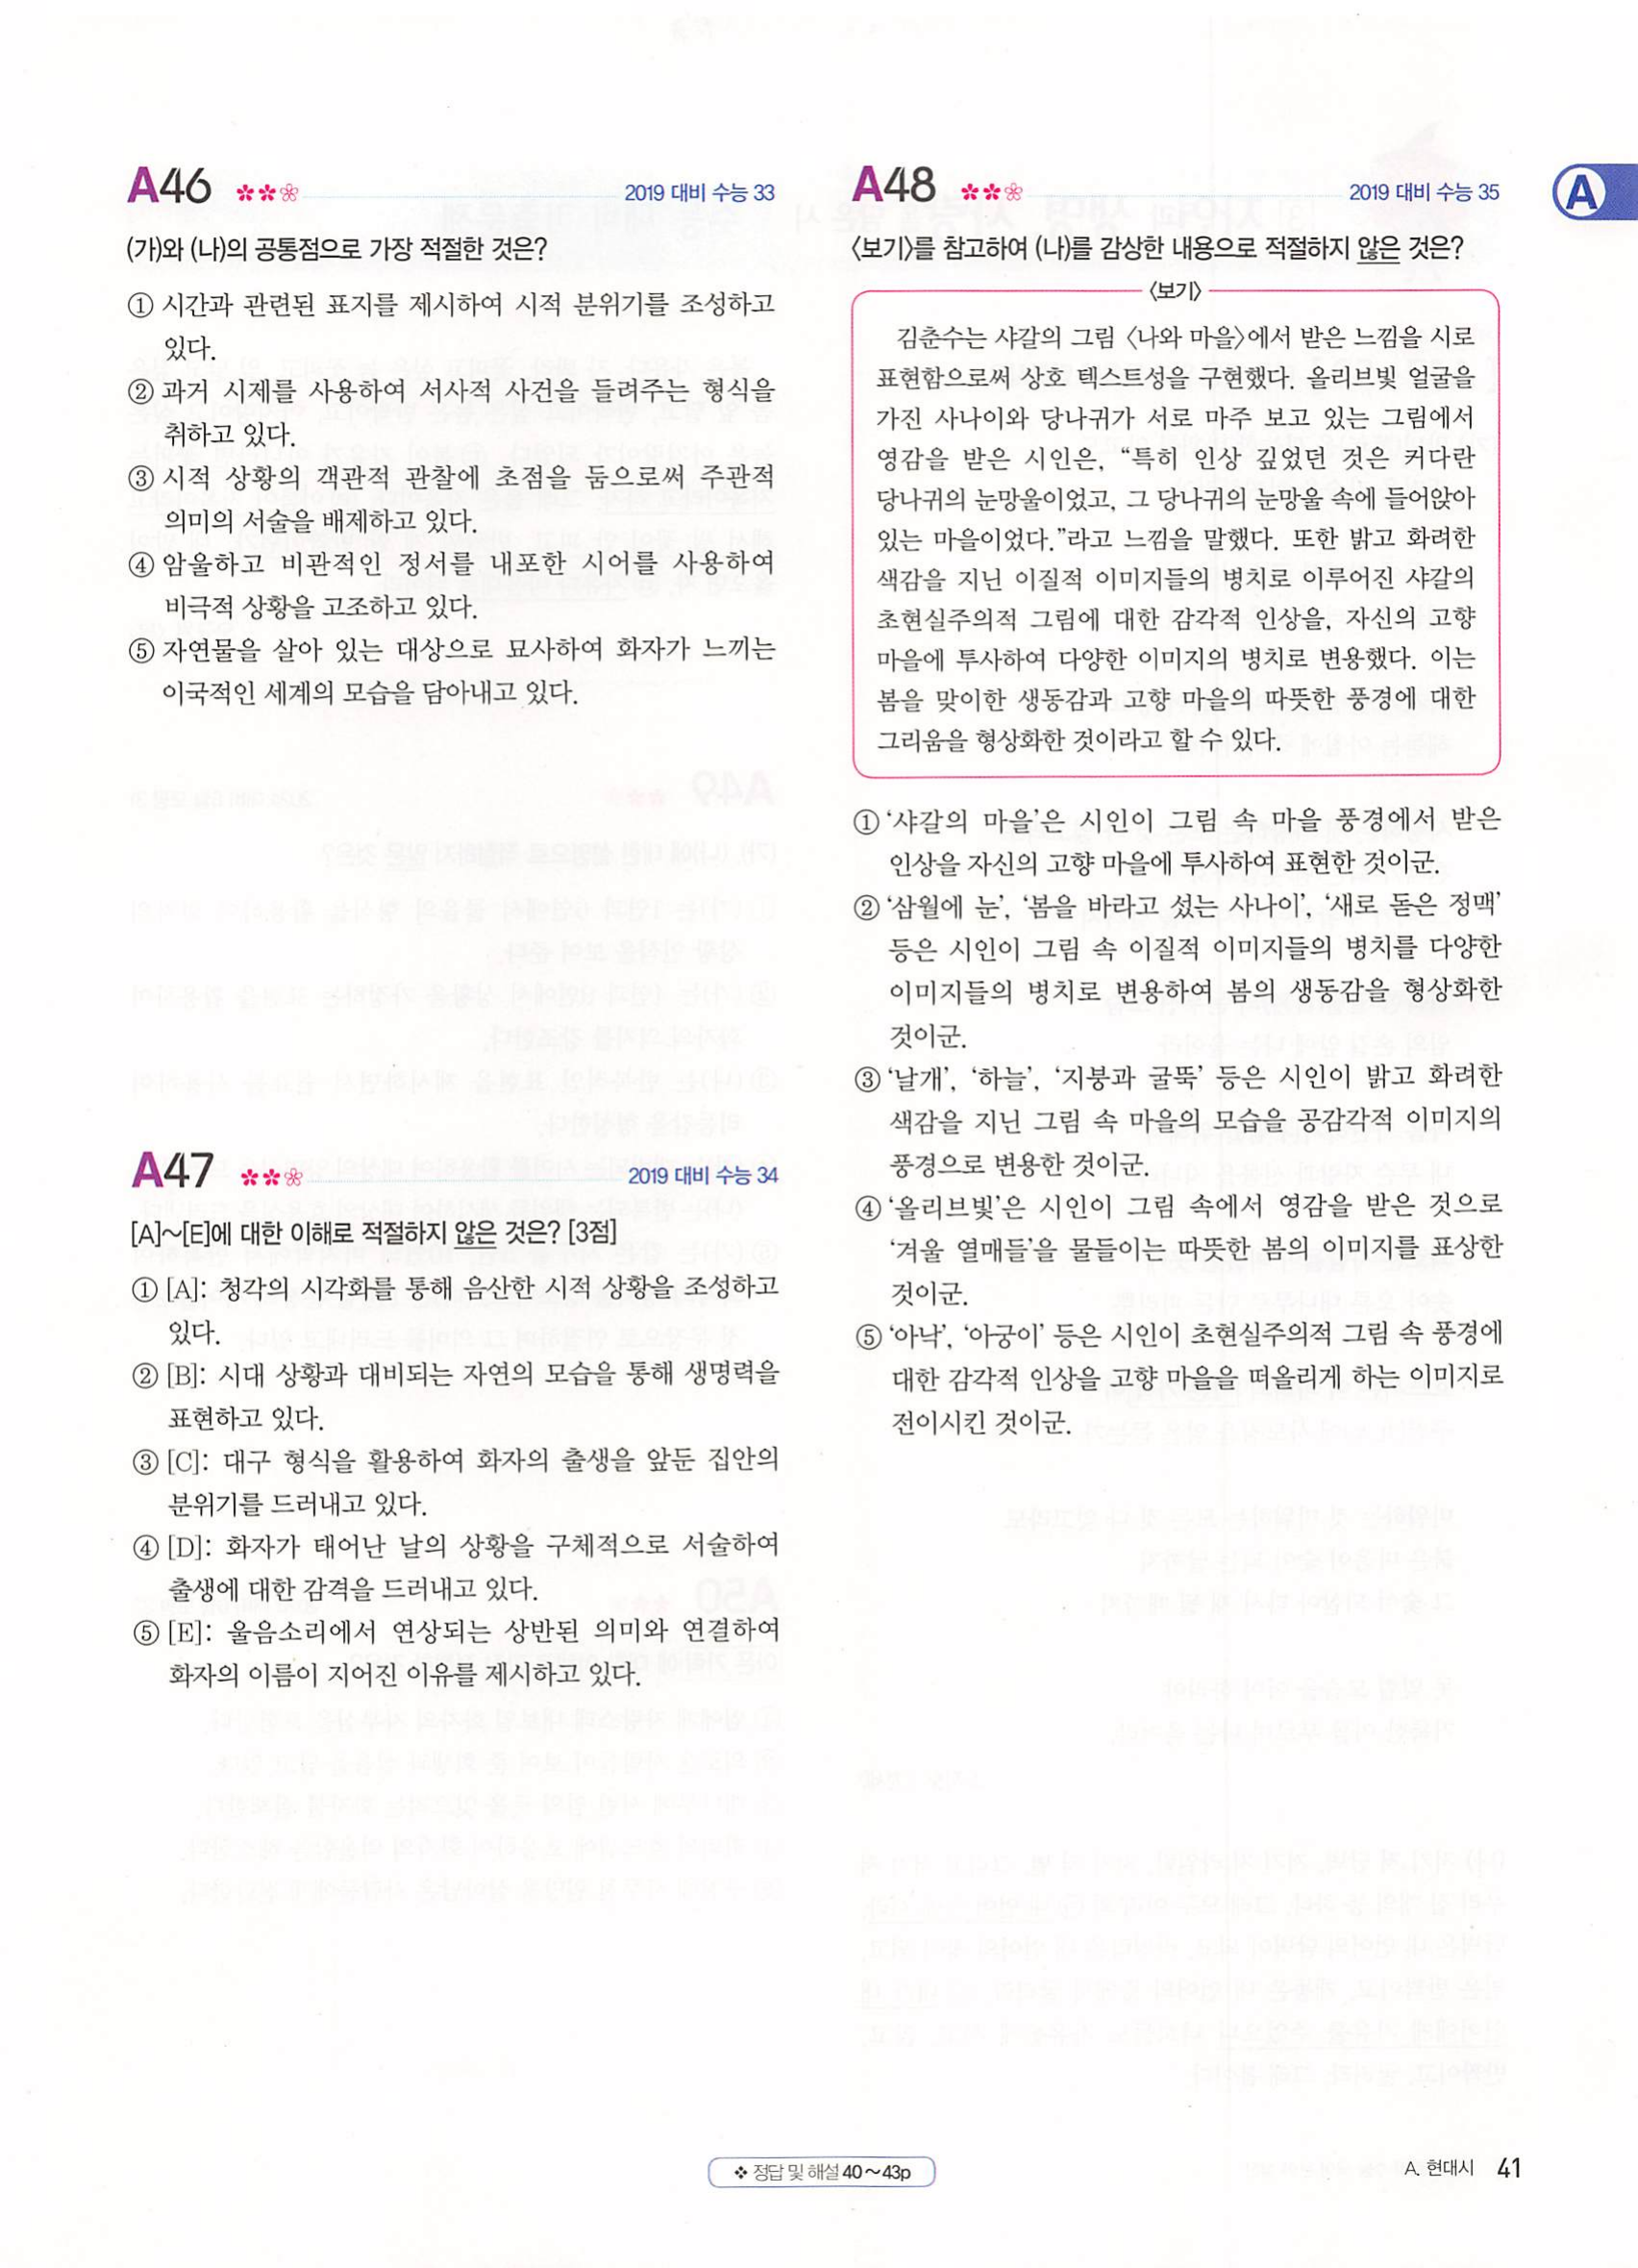 A46
2019 대비 수능 33
(가)와 (나)의 공통점으로 가장 적절한 것은?
① 시간과 관련된 표지를 제시하여 시적 분위기를 조성하고
있다.
② 과거 시제를 사용하여 서사적 사건을 들려주는 형식을
취하고 있다.
③ 시적 상황의 객관적 관찰에 초점을 둠으로써 주관적
의미의 서술을 배제하고 있다.
④ 암울하고 비관적인 정서를 내포한 시어를 사용하여
비극적 상황을 고조하고 있다.
⑤ 자연물을 살아 있는 대상으로 묘사하여 화자가 느끼는
이국적인 세계의 모습을 담아내고 있다.
A47
2019 대비 수능 34
[A]~[E]에 대한 이해로 적절하지 않은 것은? [3점]
① [A]: 청각의 시각화를 통해 음산한 시적 상황을 조성하고
있다.
② [B]: 시대 상황과 대비되는 자연의 모습을 통해 생명력을
표현하고 있다.
③ [C]: 대구 형식을 활용하여 화자의 출생을 앞둔 집안의
분위기를 드러내고 있다.
④ [D]: 화자가 태어난 날의 상황을 구체적으로 서술하여
출생에 대한 감격을 드러내고 있다.
⑤ [E]: 울음소리에서 연상되는 상반된 의미와 연결하여
화자의 이름이 지어진 이유를 제시하고 있다.
A48
2019 대비 수능 35
<보기>를 참고하여 (나)를 감상한 내용으로 적절하지 않은 것은?
<보기>
김춘수는 샤갈의 그림 <나와 마을>에서 받은 느낌을 시로
표현함으로써 상호 텍스트성을 구현했다. 올리브빛 얼굴을
가진 사나이와 당나귀가 서로 마주 보고 있는 그림에서
영감을 받은 시인은, “특히 인상 깊었던 것은 커다란
당나귀의 눈망울이었고, 그 당나귀의 눈망울 속에 들어앉아
있는 마을이었다.”라고 느낌을 말했다. 또한 밝고 화려한
색감을 지닌 이질적 이미지들의 병치로 이루어진 샤갈의
초현실주의적 그림에 대한 감각적 인상을, 자신의 고향
마을에 투사하여 다양한 이미지의 병치로 변용했다. 이는
봄을 맞이한 생동감과 고향 마을의 따뜻한 풍경에 대한
그리움을 형상화한 것이라고 할 수 있다.
① ‘샤갈의 마을’은 시인이 그림 속 마을 풍경에서 받은
인상을 자신의 고향 마을에 투사하여 표현한 것이군.
② ‘삼월에 눈’, ‘봄을 바라고 섰는 사나이’, ‘새로 돋은 정맥’
등은 시인이 그림 속 이질적 이미지들의 병치를 다양한
이미지들의 병치로 변용하여 봄의 생동감을 형상화한
것이군.
③ ‘날개’, ‘하늘’, ‘지붕과 굴뚝’ 등은 시인이 밝고 화려한
색감을 지닌 그림 속 마을의 모습을 공감각적 이미지의
풍경으로 변용한 것이군.
④ ‘올리브빛’은 시인이 그림 속에서 영감을 받은 것으로
‘겨울 열매들’을 물들이는 따뜻한 봄의 이미지를 표상한
것이군.
⑤ ‘아낙’, ‘아궁이’ 등은 시인이 초현실주의적 그림 속 풍경에
대한 감각적 인상을 고향 마을을 떠올리게 하는 이미지로
전이시킨 것이군.
A
❖ 정답 및 해설 40~43p
A. 현대시 41